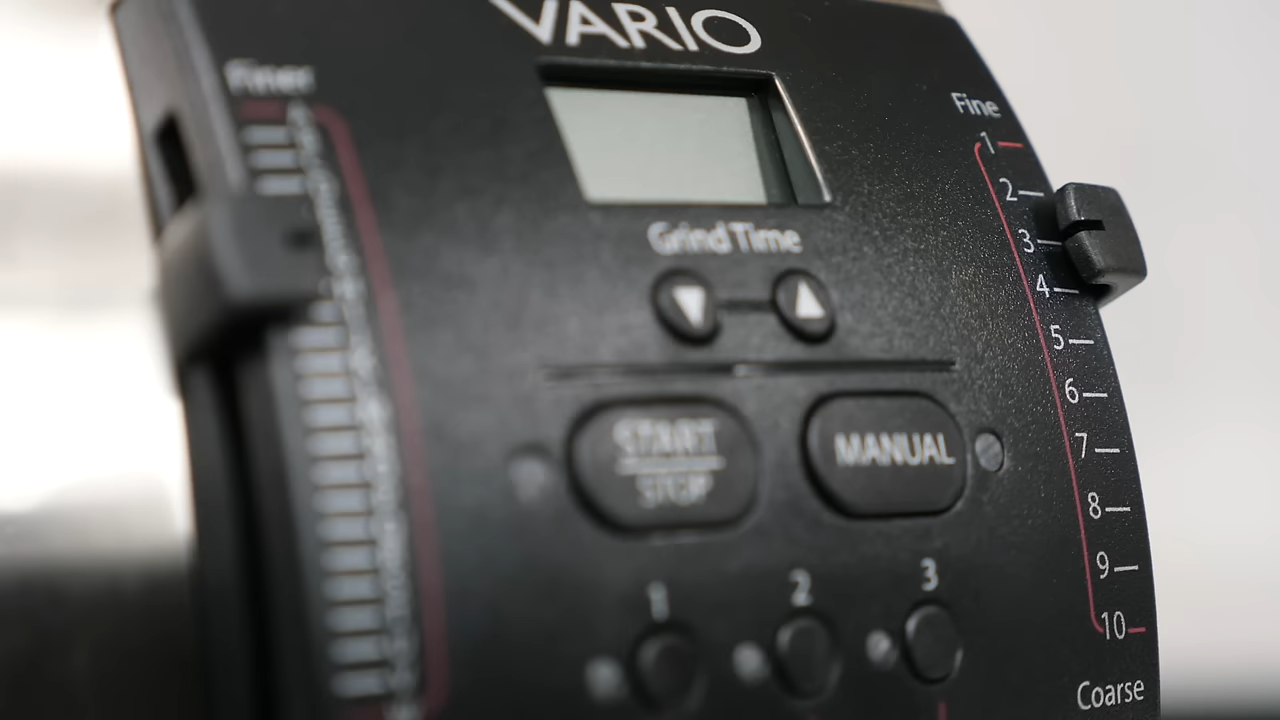 VARIO
Finer
Grind Time
START
STOP
MANUAL
1
2
3
Fine
1
2
3
4
5
6
7
8
9
10
Coarse